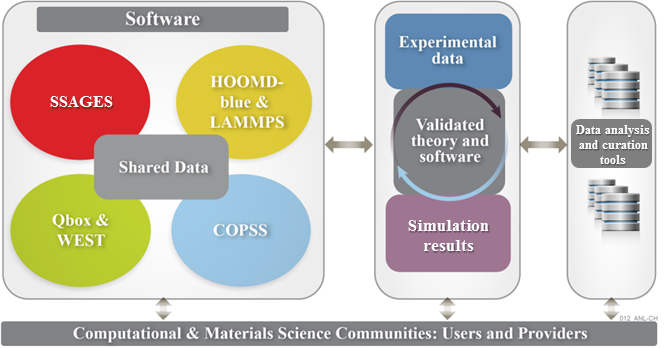 Software
SSAGES
HOOMD-
blue &
LAMMPS
Shared Data
Qbox &
WEST
COPSS
Experimental
data
Validated
theory and
software
Simulation
results
Data analysis
and curation
tools
012 ANL-CH
Computational & Materials Science Communities: Users and Providers